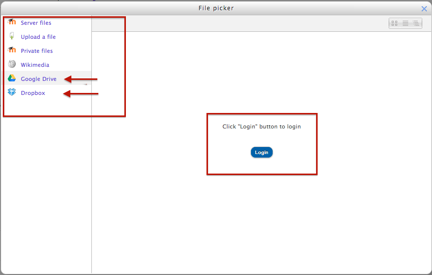 File picker
Server files
Upload a file
Private files
Wikimedia
Google Drive
Dropbox
Click "Login" button to login
Login